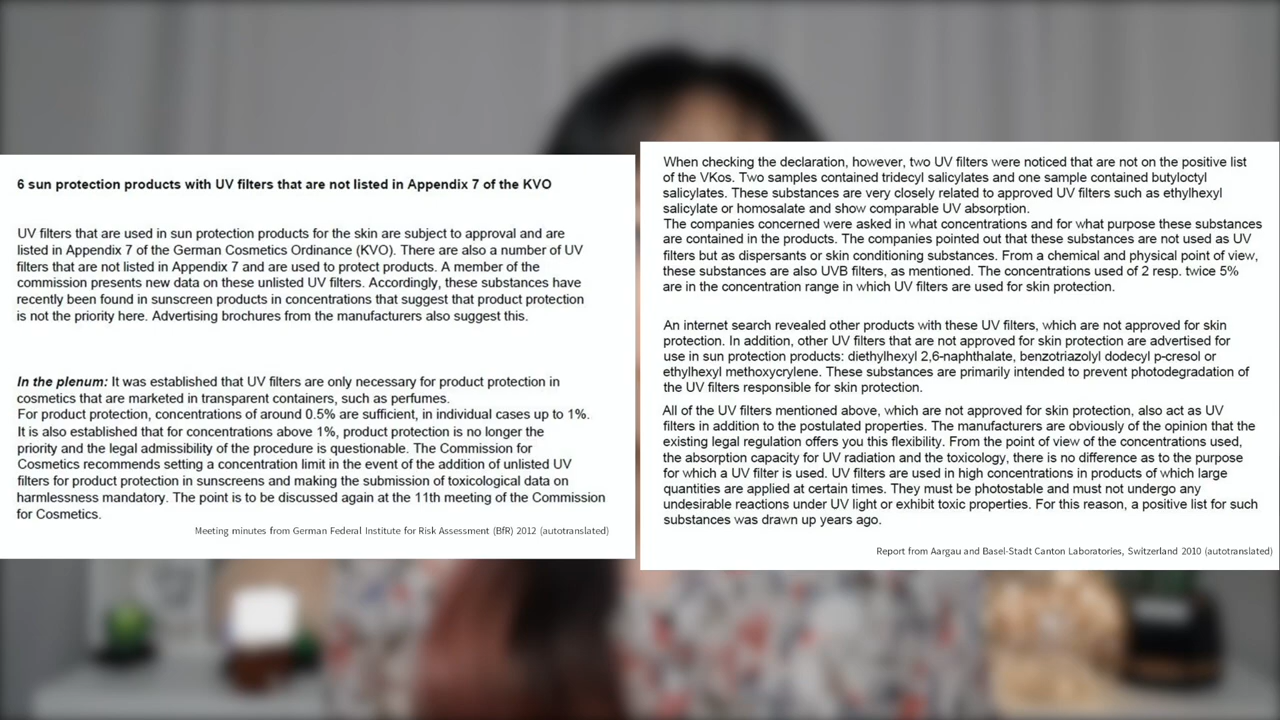 6 sun protection products with UV filters that are not listed in Appendix 7 of the KVO
UV filters that are used in sun protection products for the skin are subject to approval and are
listed in Appendix 7 of the German Cosmetics Ordinance (KVO). There are also a number of UV
filters that are not listed in Appendix 7 and are used to protect products. A member of the
commission presents new data on these unlisted UV filters. Accordingly, these substances have
recently been found in sunscreen products in concentrations that suggest that product protection
is not the priority here. Advertising brochures from the manufacturers also suggest this.
In the plenum: It was established that UV filters are only necessary for product protection in
cosmetics that are marketed in transparent containers, such as perfumes.
For product protection, concentrations of around 0.5% are sufficient, in individual cases up to 1%.
It is also established that for concentrations above 1%, product protection is no longer the
priority and the legal admissibility of the procedure is questionable. The Commission for
Cosmetics recommends setting a concentration limit in the event of the addition of unlisted UV
filters for product protection in sunscreens and making the submission of toxicological data on
harmlessness mandatory. The point is to be discussed again at the 11th meeting of the Commission
for Cosmetics.
Meeting minutes from German Federal Institute for Risk Assessment (BfR) 2012 (autotranslated)
When checking the declaration, however, two UV filters were noticed that are not on the positive list
of the VKos. Two samples contained tridecyl salicylates and one sample contained butyloctyl
salicylates. These substances are very closely related to approved UV filters such as ethylhexyl
salicylate or homosalate and show comparable UV absorption.
The companies concerned were asked in what concentrations and for what purpose these substances
are contained in the products. The companies pointed out that these substances are not used as UV
filters but as dispersants or skin conditioning substances. From a chemical and physical point of view,
these substances are also UVB filters, as mentioned. The concentrations used of 2 resp. twice 5%
are in the concentration range in which UV filters are used for skin protection.
An internet search revealed other products with these UV filters, which are not approved for skin
protection. In addition, other UV filters that are not approved for skin protection are advertised for
use in sun protection products: diethylhexyl 2,6-naphthalate, benzotriazolyl dodecyl p-cresol or
ethylhexyl methoxycrylene. These substances are primarily intended to prevent photodegradation of
the UV filters responsible for skin protection.
All of the UV filters mentioned above, which are not approved for skin protection, also act as UV
filters in addition to the postulated properties. The manufacturers are obviously of the opinion that the
existing legal regulation offers you this flexibility. From the point of view of the concentrations used,
the absorption capacity for UV radiation and the toxicology, there is no difference as to the purpose
for which a UV filter is used. UV filters are used in high concentrations in products of which large
quantities are applied at certain times. They must be photostable and must not undergo any
undesirable reactions under UV light or exhibit toxic properties. For this reason, a positive list for such
substances was drawn up years ago.
Report from Aargau and Basel-Stadt Canton Laboratories, Switzerland 2010 (autotranslated)